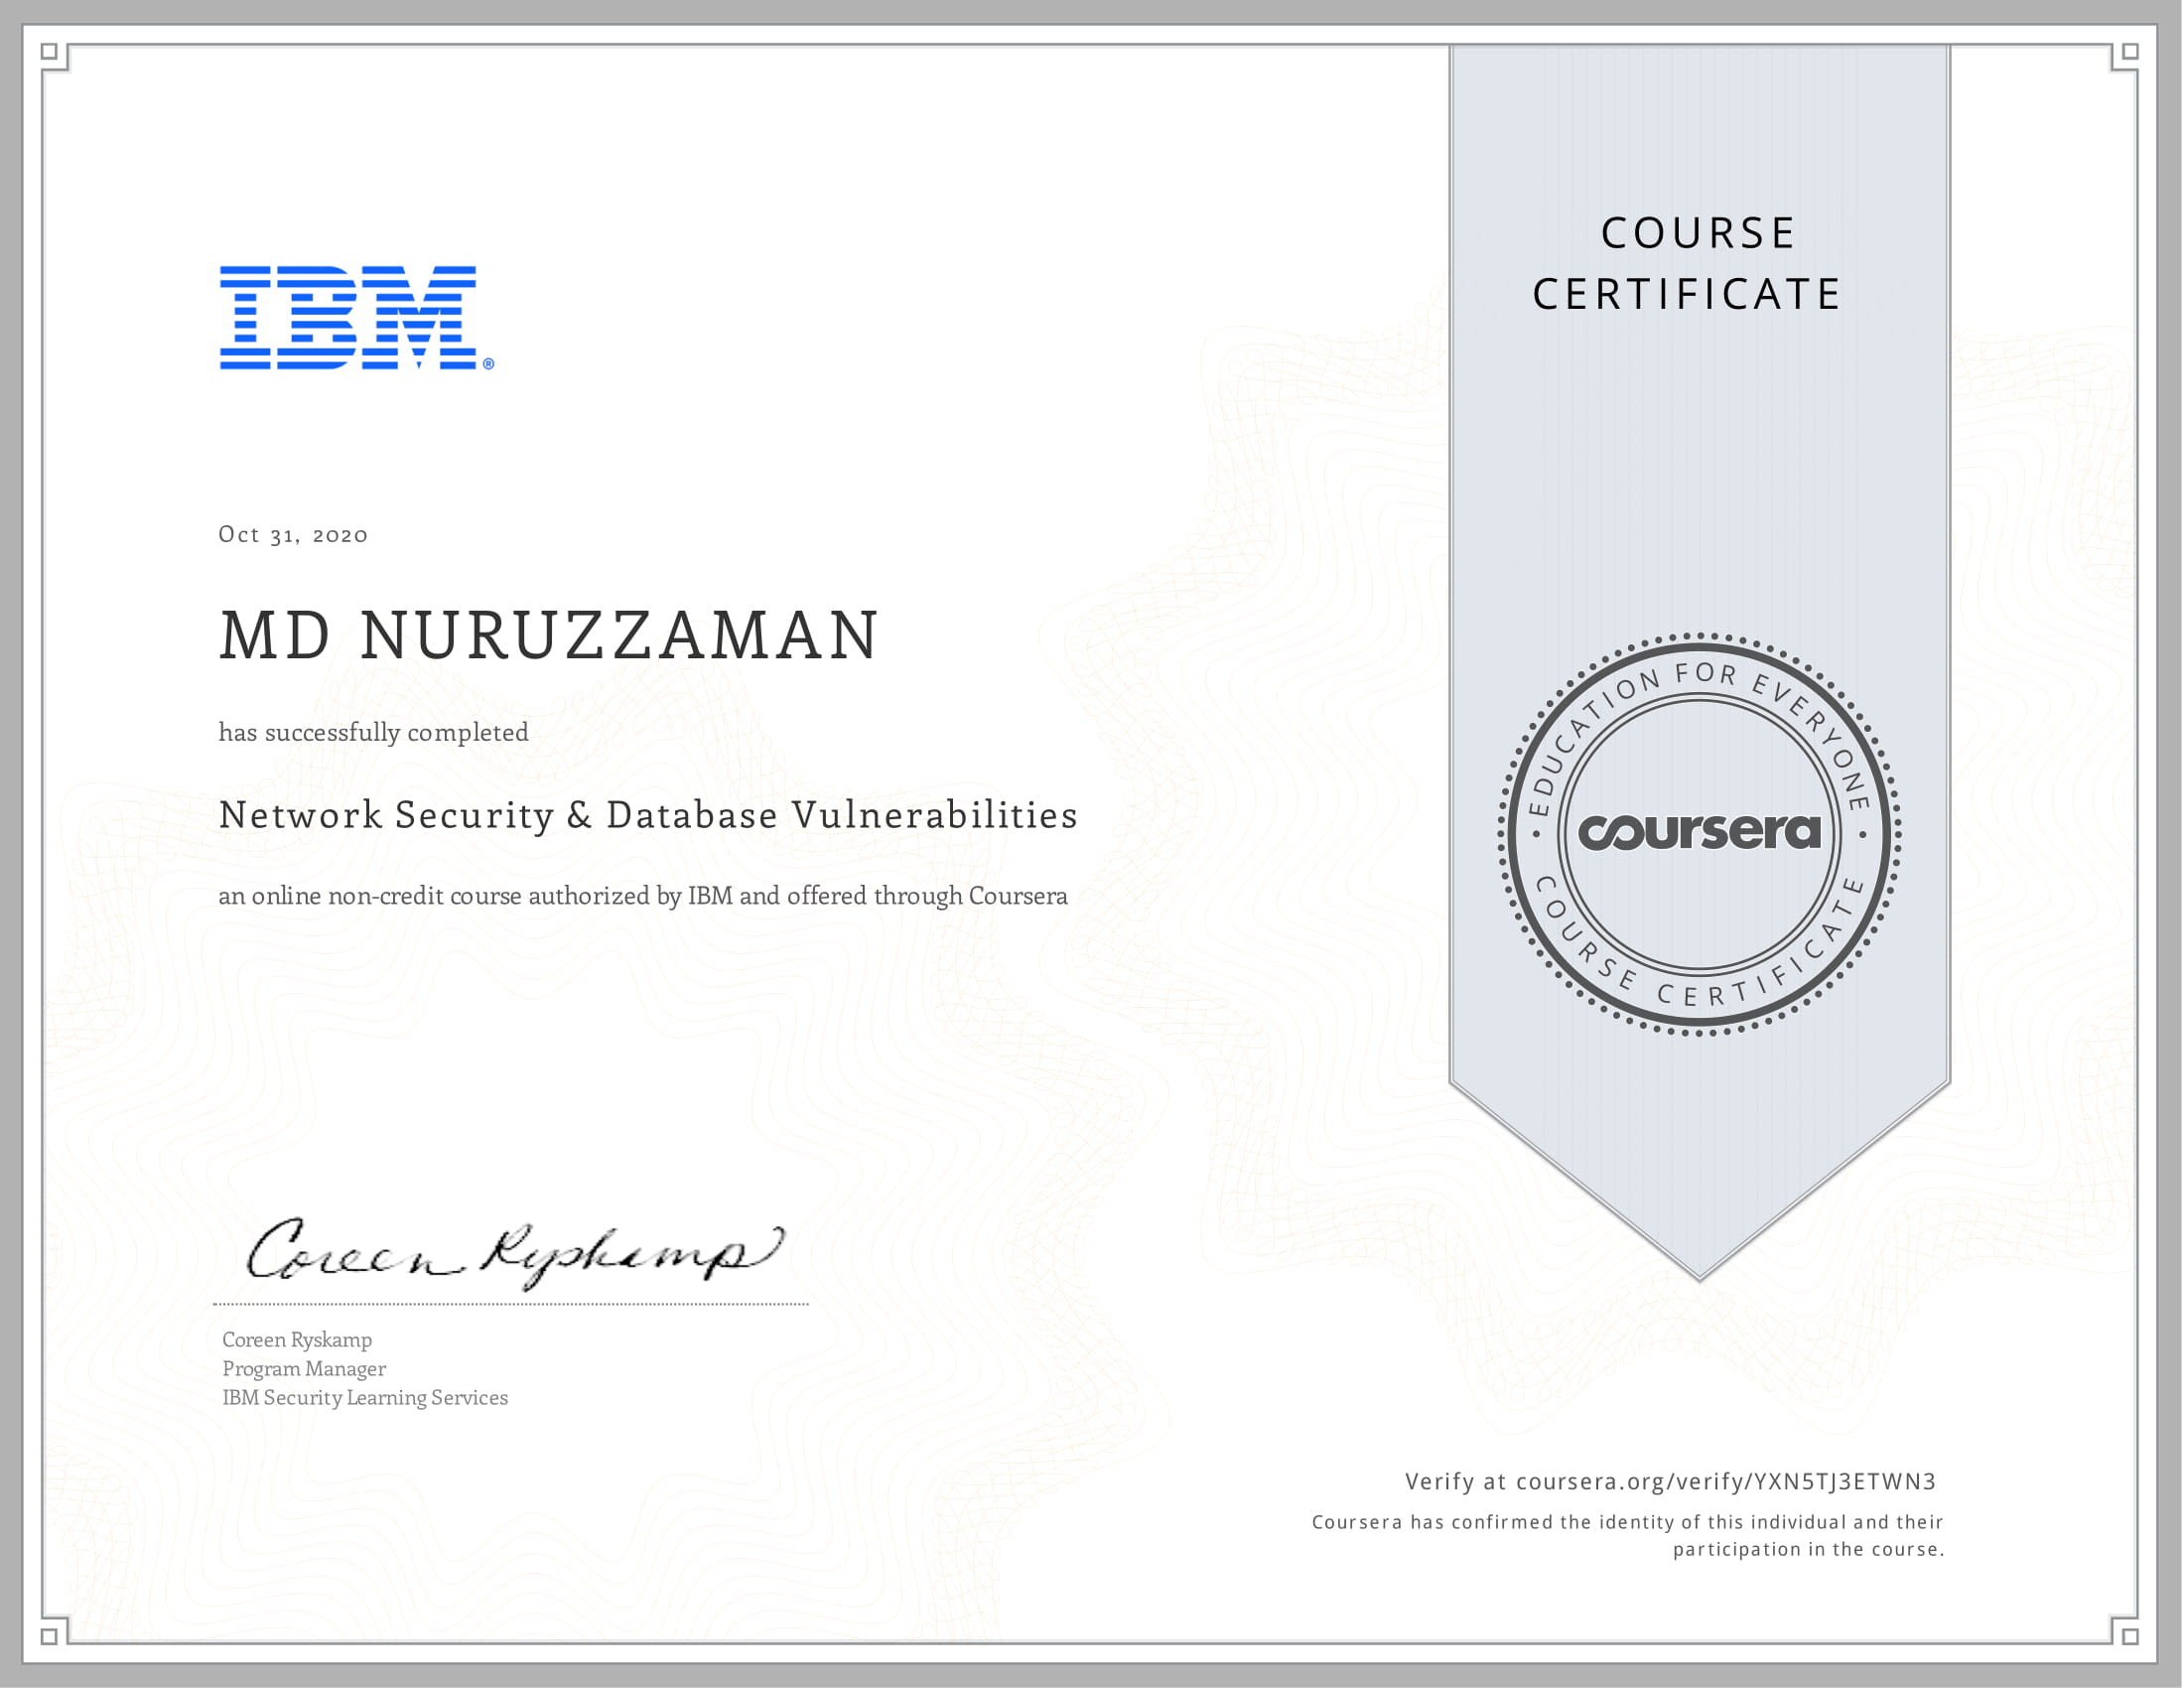 IBM®
Oct 31, 2020
MD NURUZZAMAN
has successfully completed
Network Security & Database Vulnerabilities
an online non-credit course authorized by IBM and offered through Coursera
Coreen Ryskamp
Coreen Ryskamp
Program Manager
IBM Security Learning Services
COURSE
CERTIFICATE
• EDUCATION FOR EVERYONE •
coursera
COURSE CERTIFICATE
Verify at coursera.org/verify/YXN5TJ3ETWN3
Coursera has confirmed the identity of this individual and their
participation in the course.